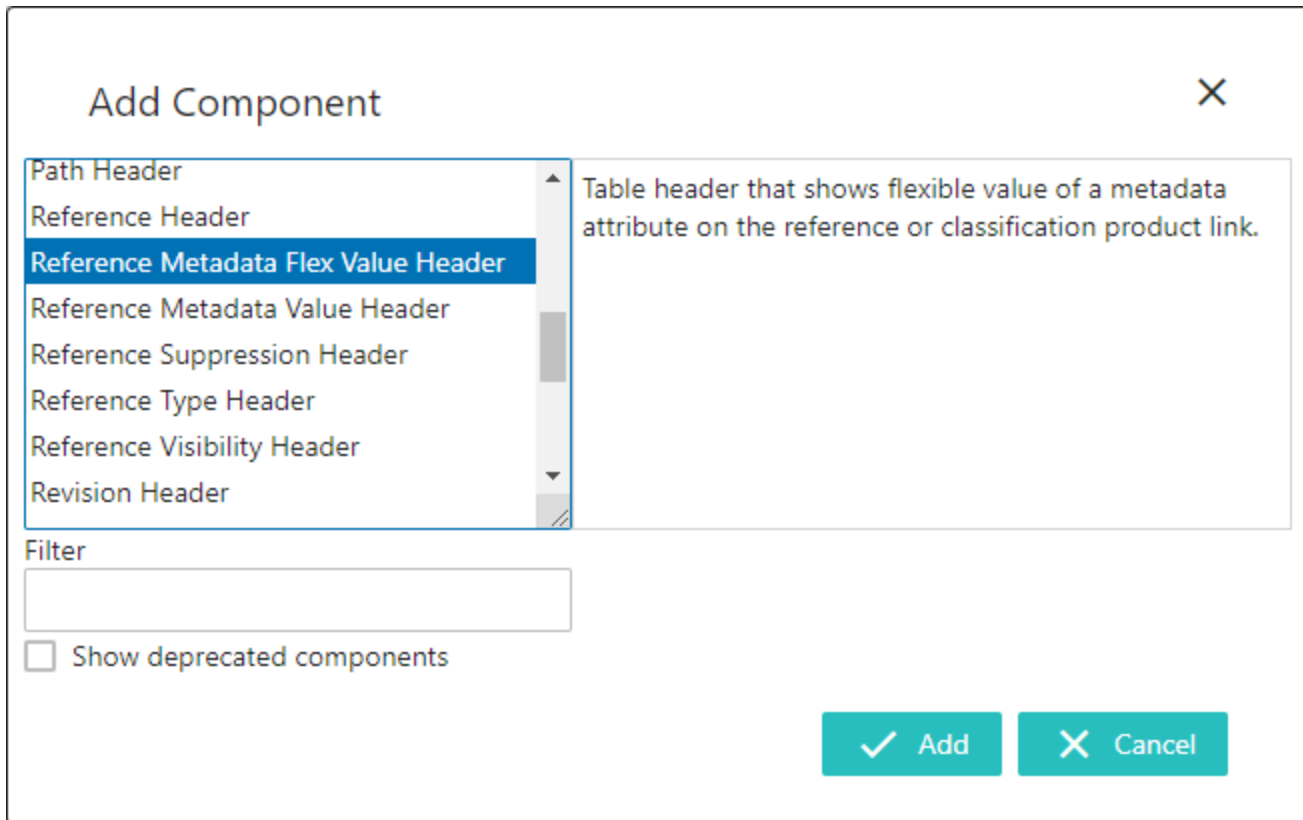 Add Component
Path Header
Reference Header
Reference Metadata Flex Value Header
Reference Metadata Value Header
Reference Suppression Header
Reference Type Header
Reference Visibility Header
Revision Header
Table header that shows flexible value of a metadata
attribute on the reference or classification product link.
Filter
Show deprecated components
Add
Cancel